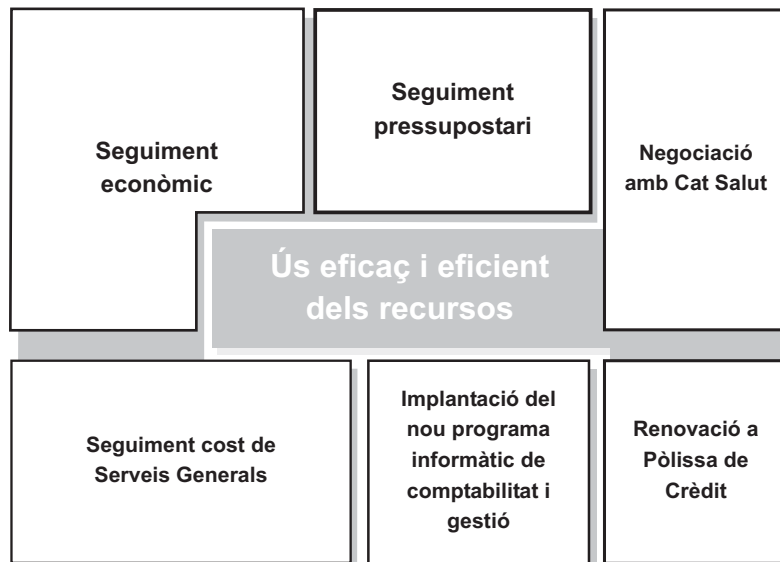 Seguiment
econòmic
Seguiment
pressupostari
Negociació
amb Cat Salut
Ús eficaç i eficient
dels recursos
Seguiment cost de
Serveis Generals
Implantació del
nou programa
informàtic de
comptabilitat i
gestió
Renovació a
Pòlissa de
Crèdit